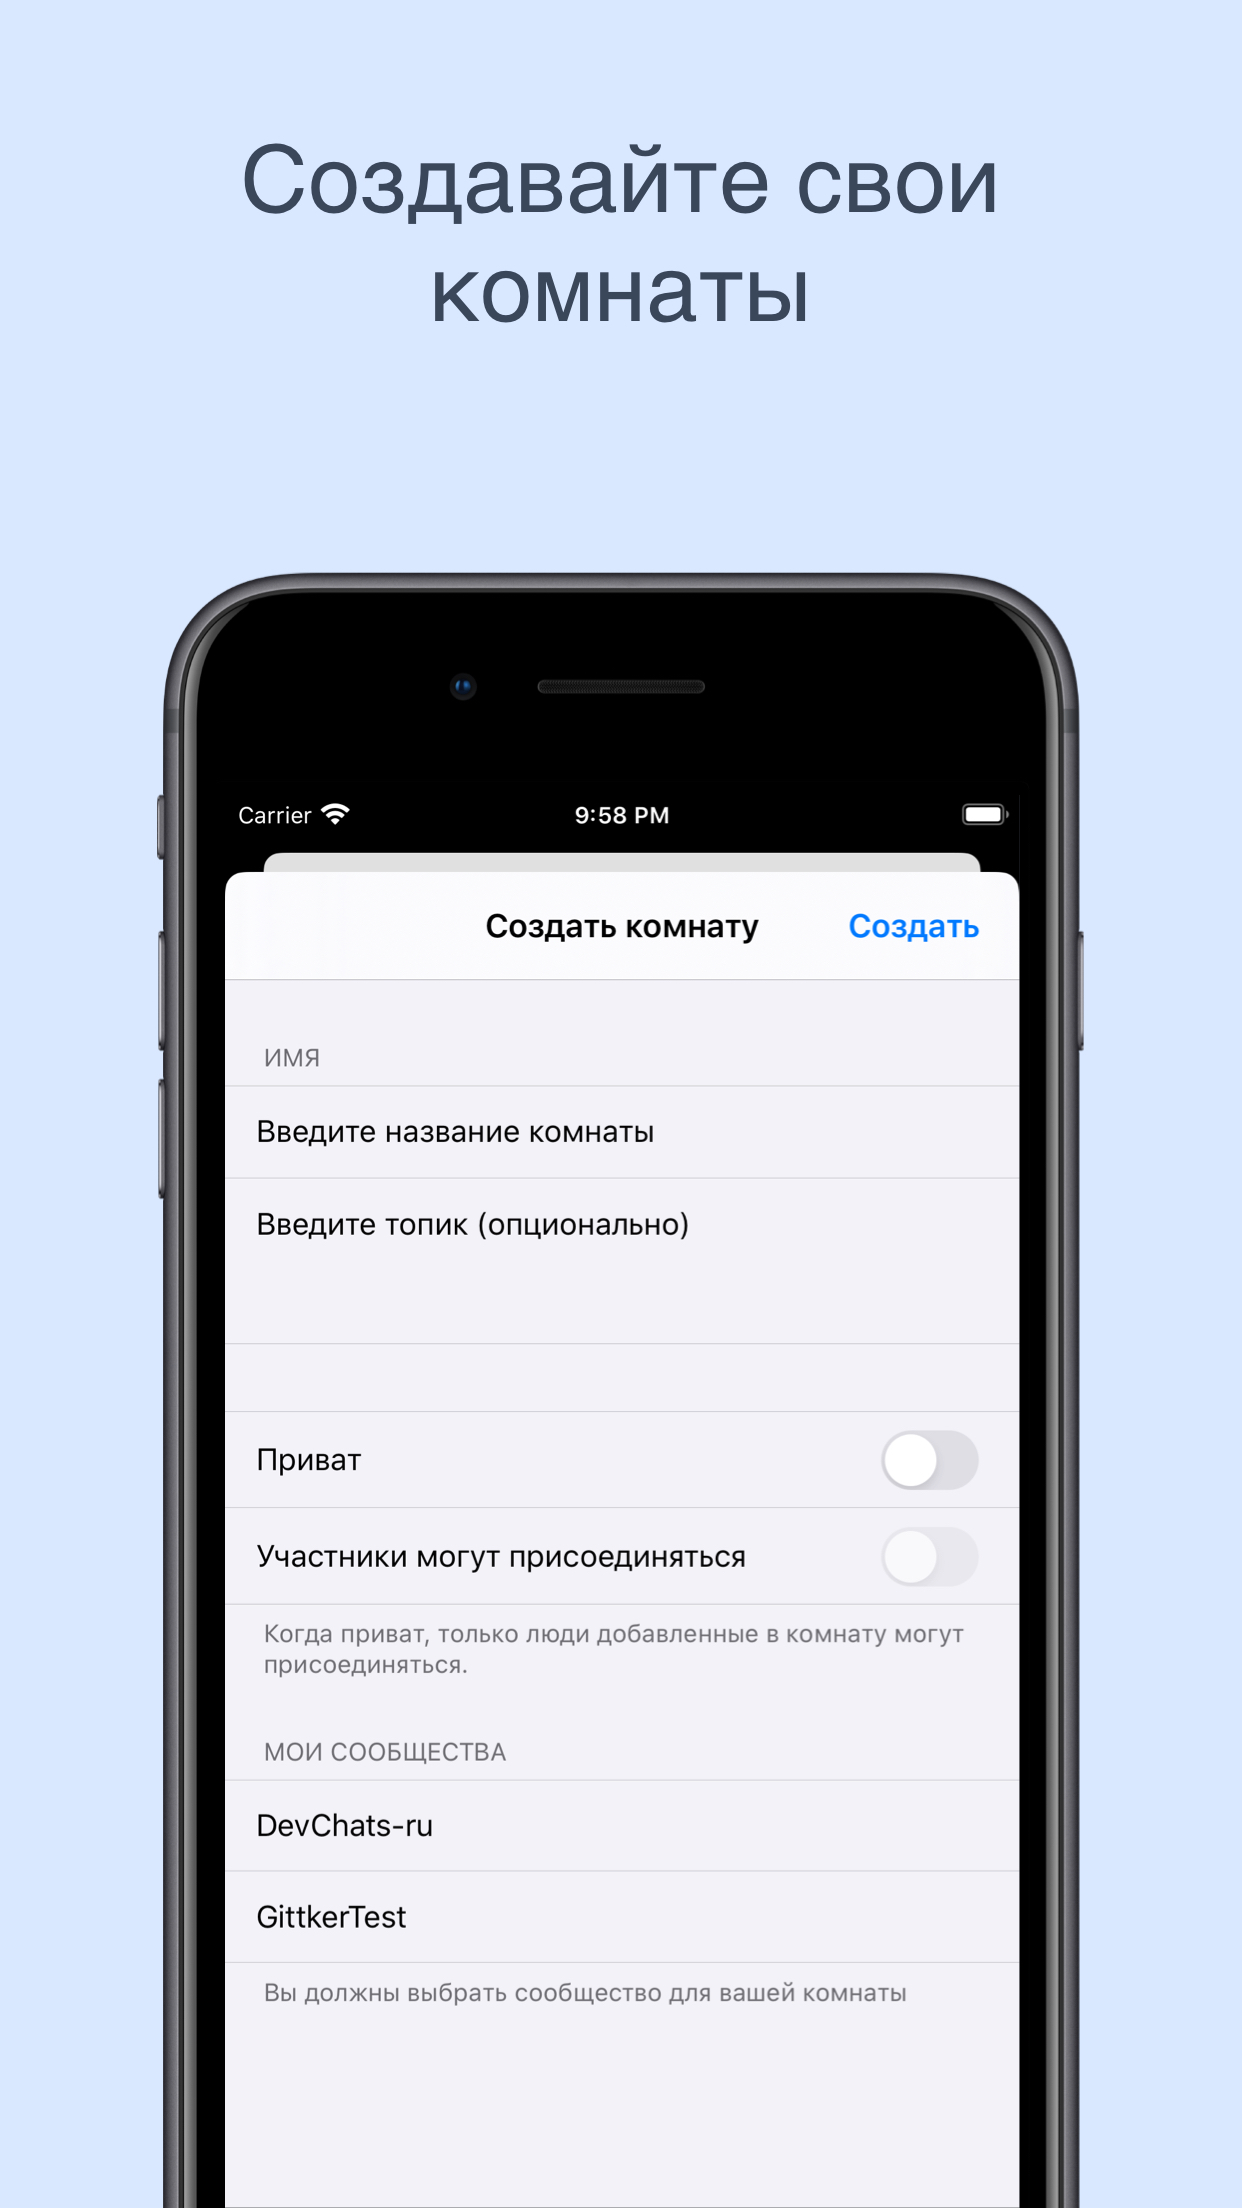 Создавайте свои
комнаты
Carrier
9:58 PM
Создать комнату
Создать
ИМЯ
Введите название комнаты
Введите топик (опционально)
Приват
Участники могут присоединяться
Когда приват, только люди добавленные в комнату могут
присоединяться.
МОИ СООБЩЕСТВА
DevChats-ru
GittkerTest
Вы должны выбрать сообщество для вашей комнаты